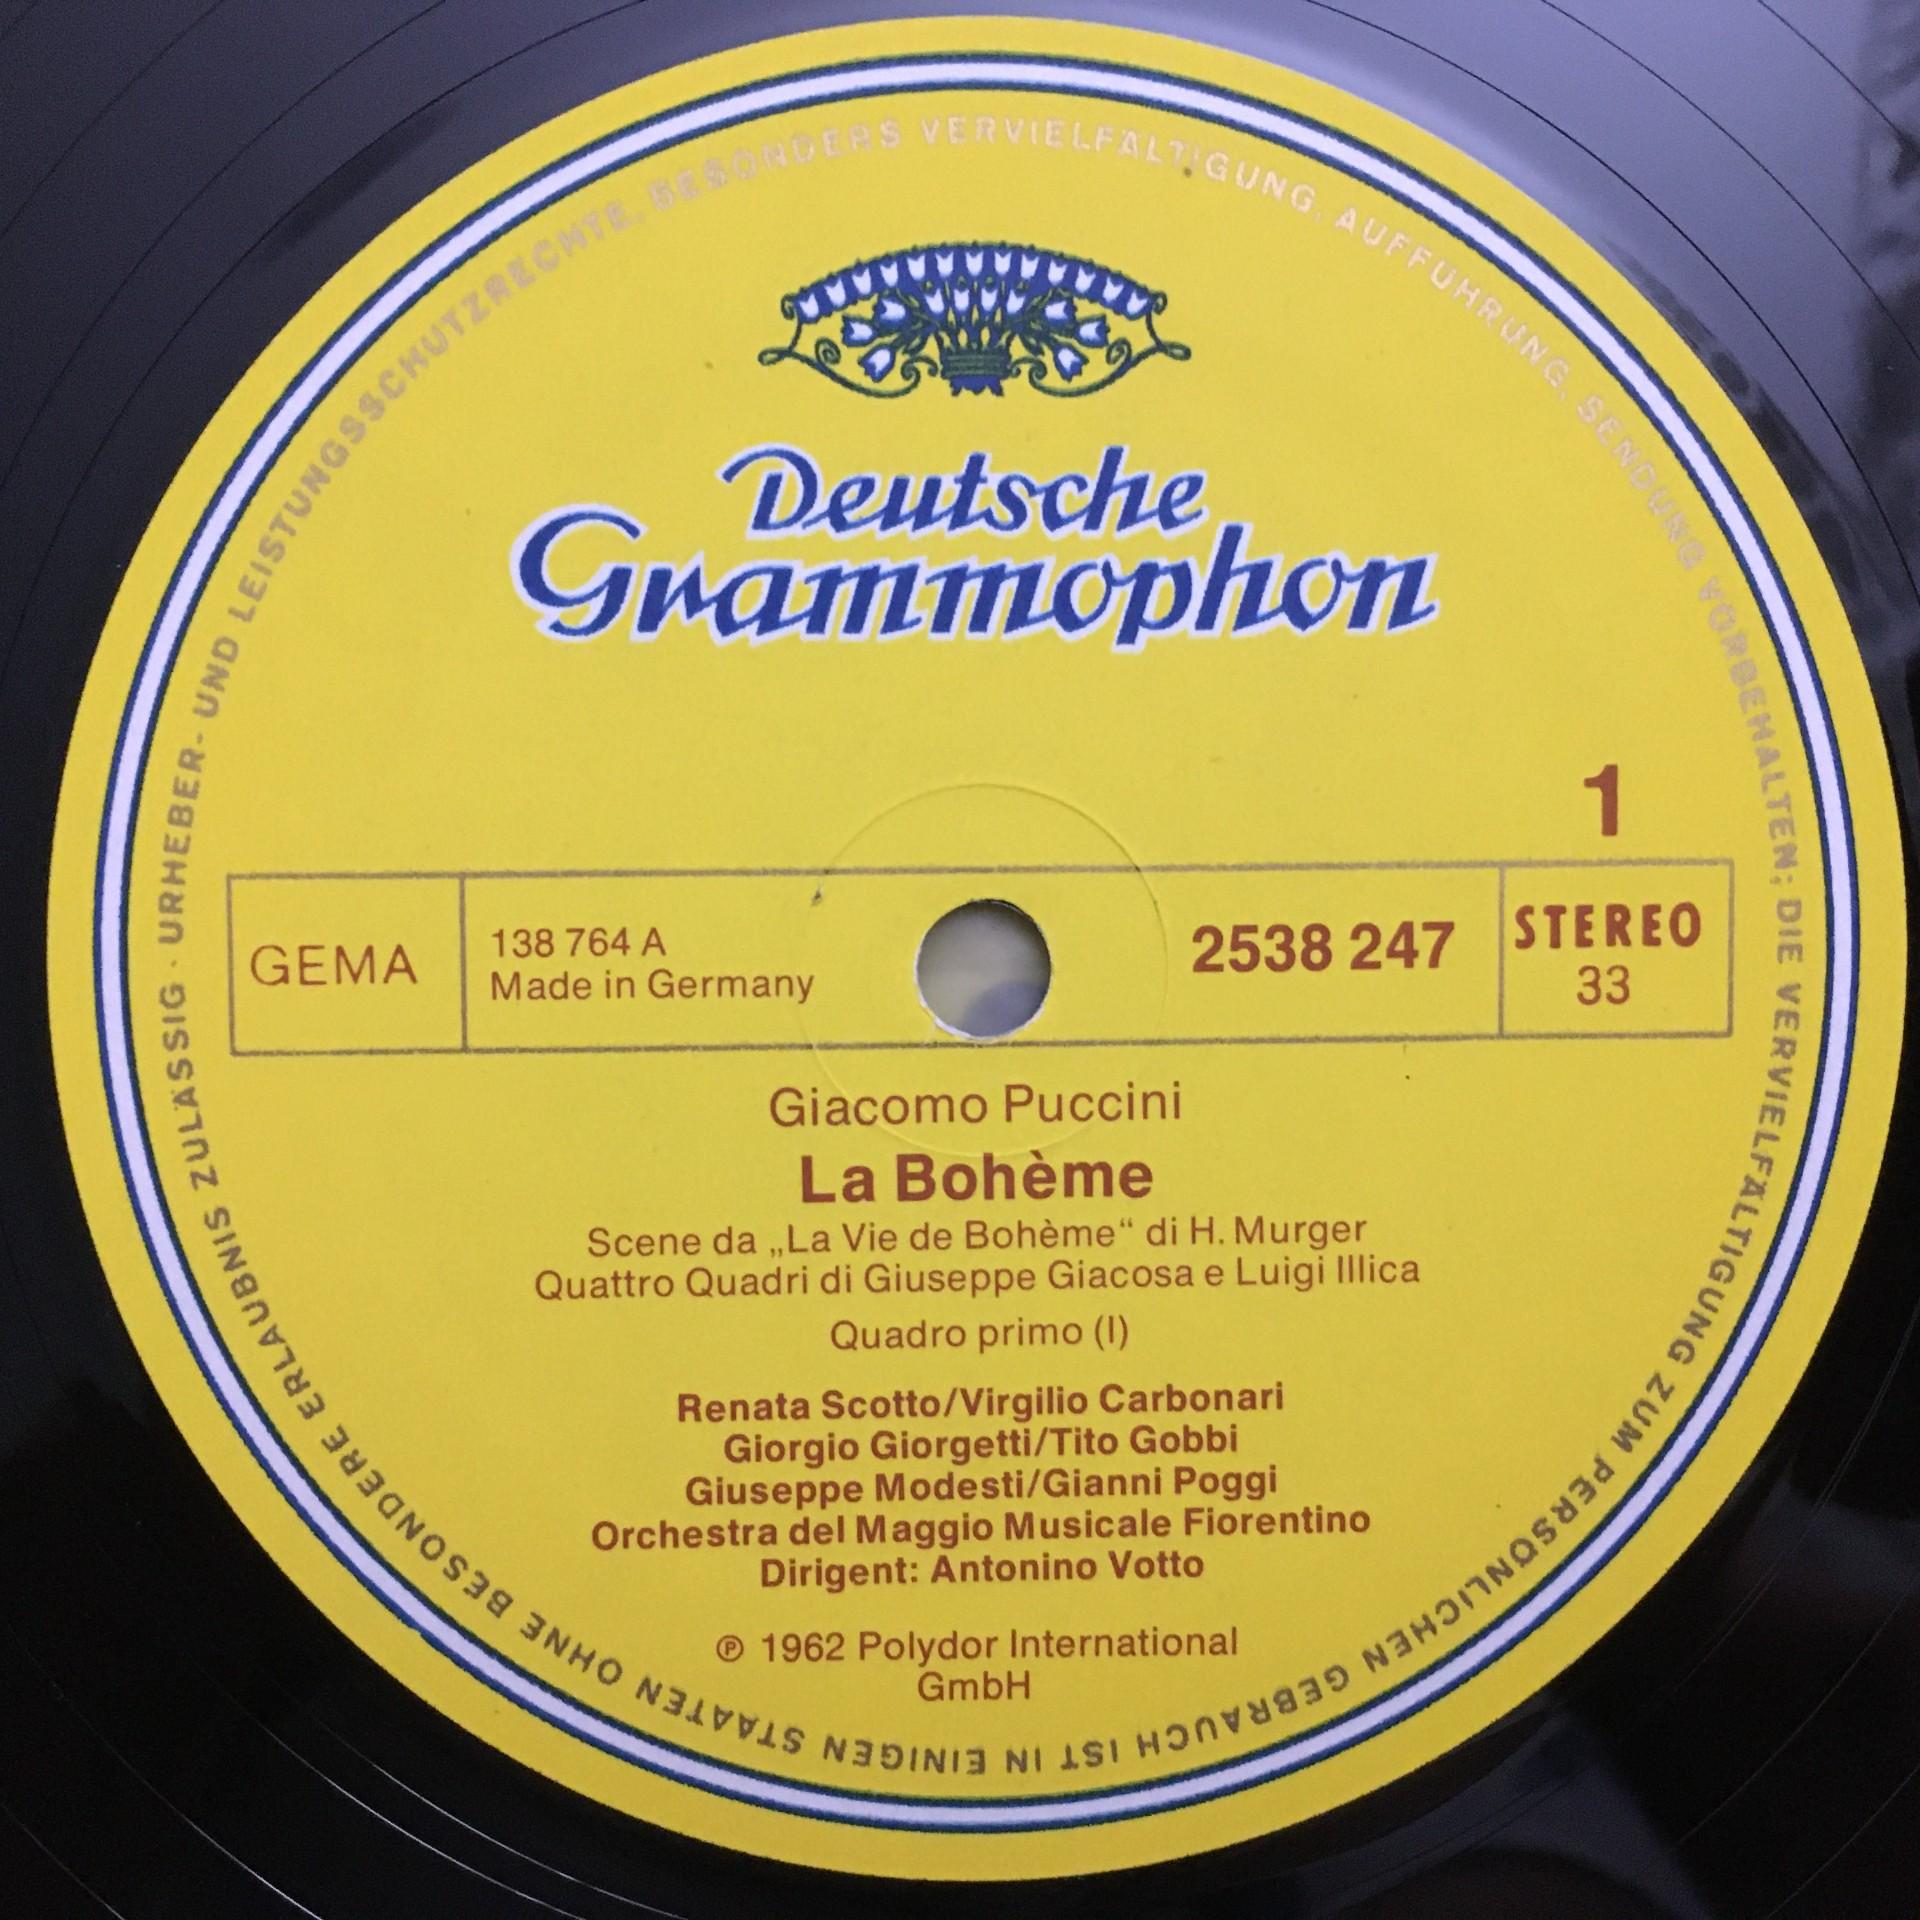 Deutsche
Grammophon
1
GEMA
138 764 A
Made in Germany
2538 247
STEREO
33
Giacomo Puccini
La Bohème
Scene da „La Vie de Bohème“ di H. Murger
Quattro Quadri di Giuseppe Giacosa e Luigi Illica
Quadro primo (I)
Renata Scotto/Virgilio Carbonari
Giorgio Giorgetti/Tito Gobbi
Giuseppe Modesti/Gianni Poggi
Orchestra del Maggio Musicale Fiorentino
Dirigent: Antonino Votto
℗ 1962 Polydor International
GmbH
URHEBER- UND LEISTUNGSSCHUTZRECHTE, BESONDERS VERVIELFÄLTIGUNG, AUFFÜHRUNG, SENDUNG VORBEHALTEN; DIE VERVIELFÄLTIGUNG ZUM PERSÖNLICHEN GEBRAUCH IST IN EINIGEN STAATEN OHNE BESONDERE ERLAUBNIS ZULÄSSIG ·